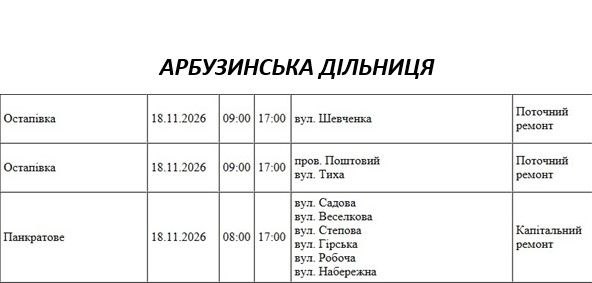 АРБУЗИНСЬКА ДІЛЬНИЦЯ
Остапівка 18.11.2026 09:00 17:00 вул. Шевченка Поточний
ремонт
Остапівка 18.11.2026 09:00 17:00 пров. Поштовий
вул. Тиха Поточний
ремонт
Панкратове 18.11.2026 08:00 17:00 вул. Садова
вул. Веселкова
вул. Степова
вул. Гірська
вул. Робоча
вул. Набережна
Капітальний
ремонт